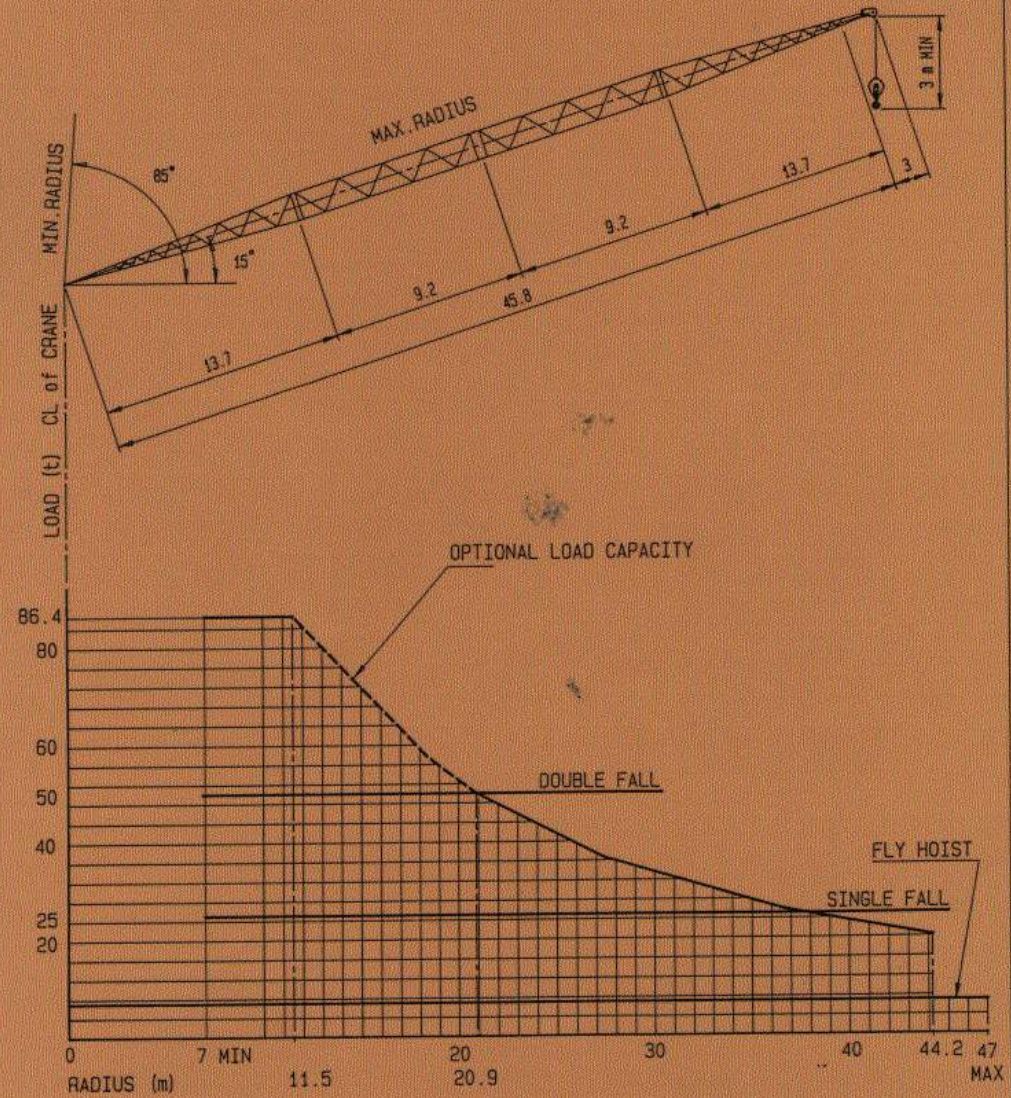 3 m MIN
MAX.RADIUS
MIN.RADIUS
85°
15°
13.7
3
9.2
9.2
45.8
13.7
LOAD (t) CL of CRANE
OPTIONAL LOAD CAPACITY
86.4
80
60
DOUBLE FALL
50
40
FLY HOIST
SINGLE FALL
25
20
0 7 MIN 20 30 40 44.2 47
RADIUS (m) 11.5 20.9 MAX